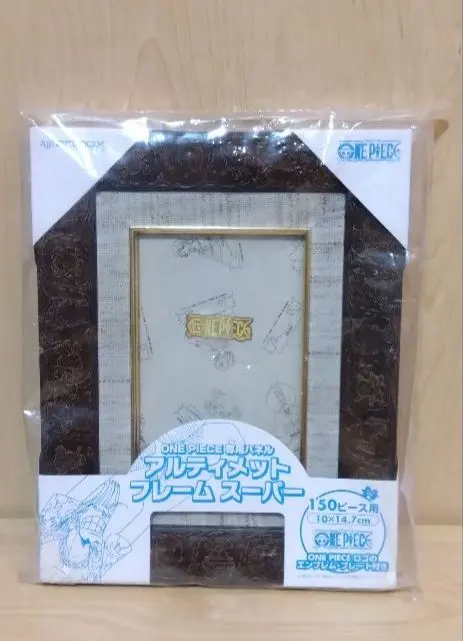 ENSKY
ONE PIECE
ONE PIECE
ONE PIECE 専用パネル
アルティメット
フレーム スーパー
150ピース用
10×14.7cm
ONE PIECE
ONE PIECE ロゴの
エンブレム・プレート付き